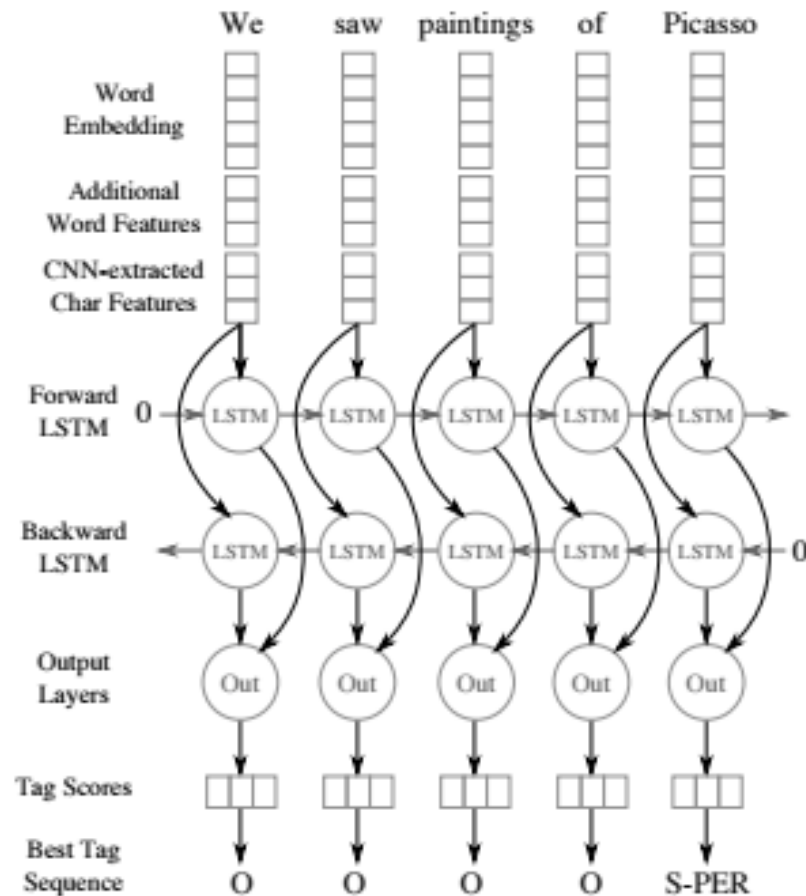 We saw paintings of Picasso
Word
Embedding
Additional
Word Features
CNN-extracted
Char Features
Forward
LSTM
0 LSTM LSTM LSTM LSTM LSTM
Backward
LSTM
LSTM LSTM LSTM LSTM LSTM 0
Output
Layers
Out Out Out Out Out
Tag Scores
Best Tag
Sequence
O O O O S-PER